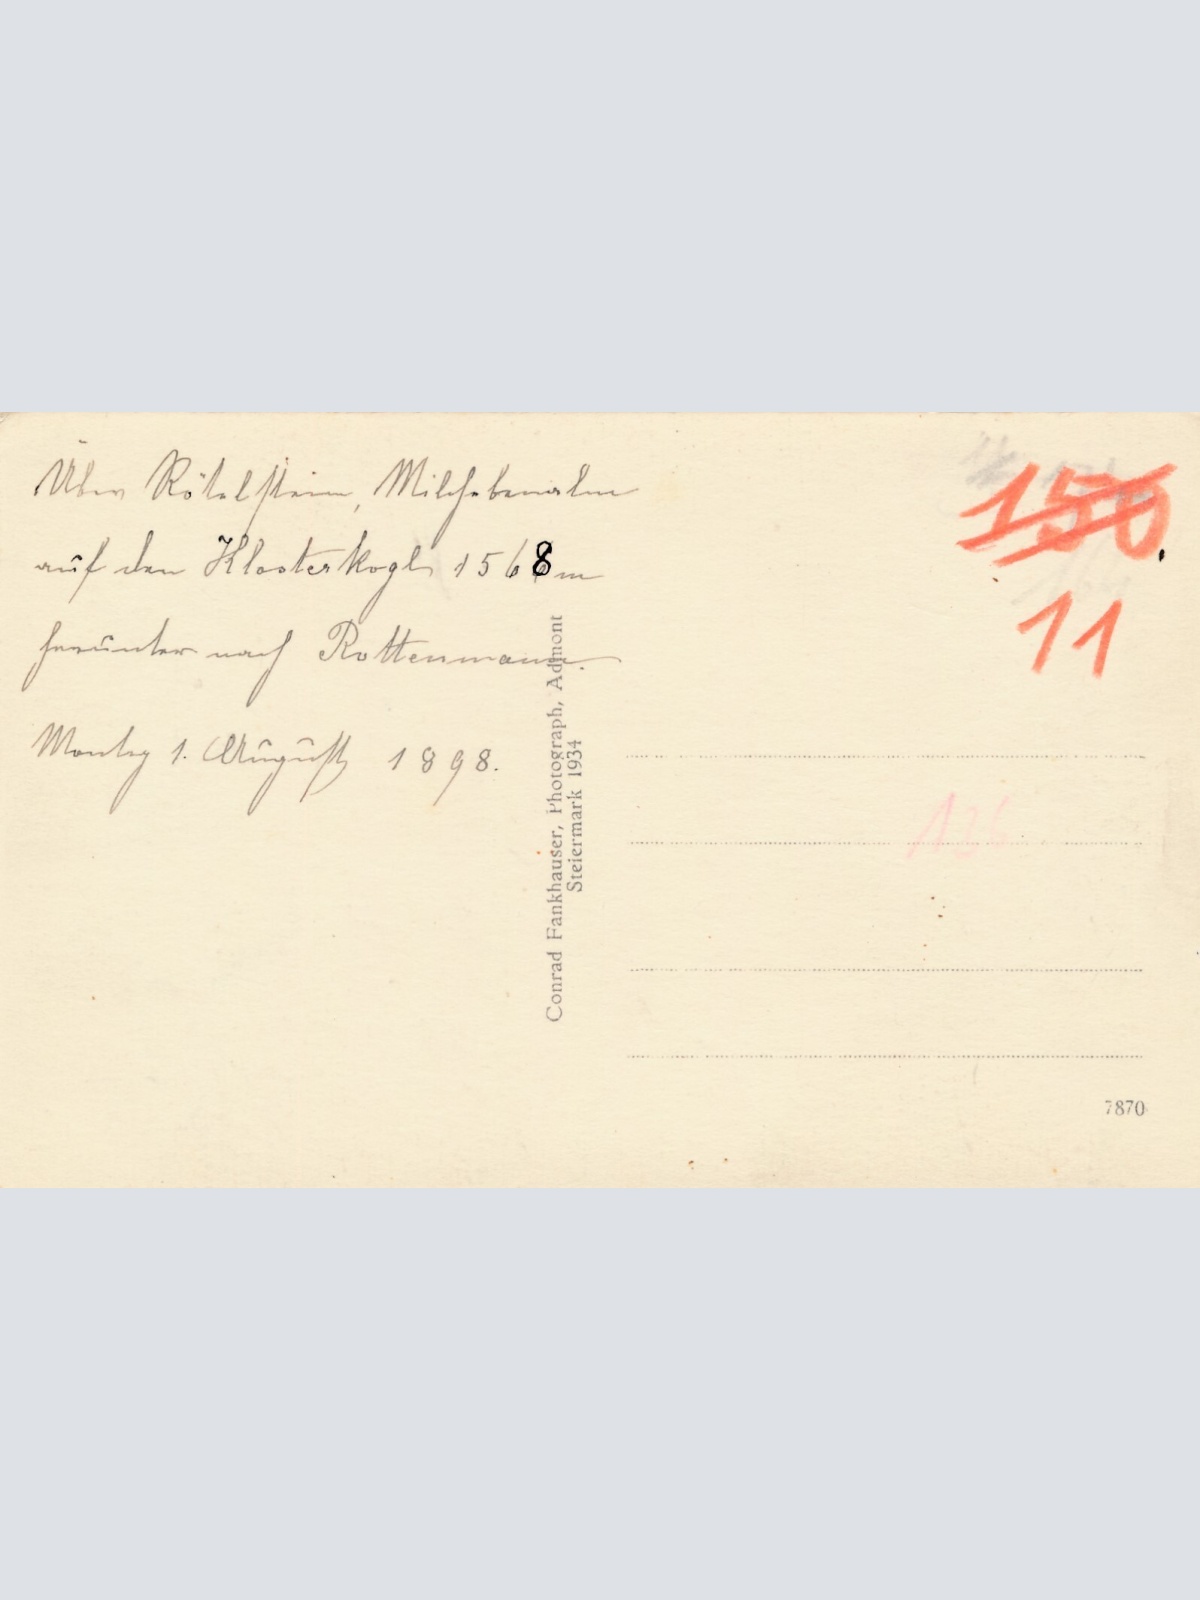 Über Rötelstein,
auf den Klosterkogl 1568 m
herunter nach Rottenmann.
Montag 1. August 1898.
Conrad Fankhauser, Photograph, Admont
Steiermark 1934
150
11
7870